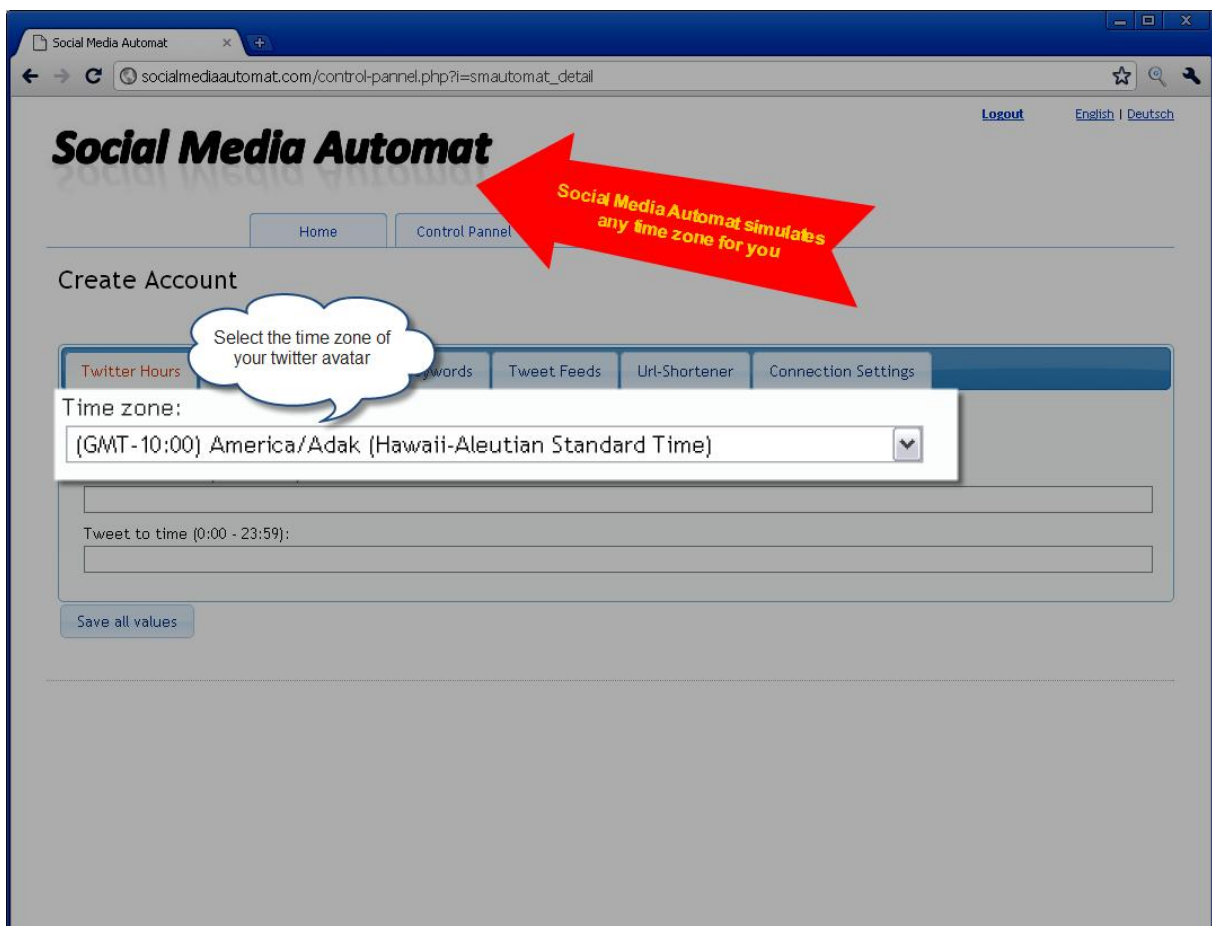 Social Media Automat
socialmediaautomat.com/control-pannel.php?i=smautomat_detail
Logout English | Deutsch
Social Media Automat
Social Media Automat simulates
any time zone for you
Home Control Pannel
Create Account
Select the time zone of
your twitter avatar
Twitter Hours Tweet Feeds Url-Shortener Connection Settings
Time zone:
(GMT-10:00) America/Adak (Hawaii-Aleutian Standard Time)
Tweet to time (0:00 - 23:59):
Save all values